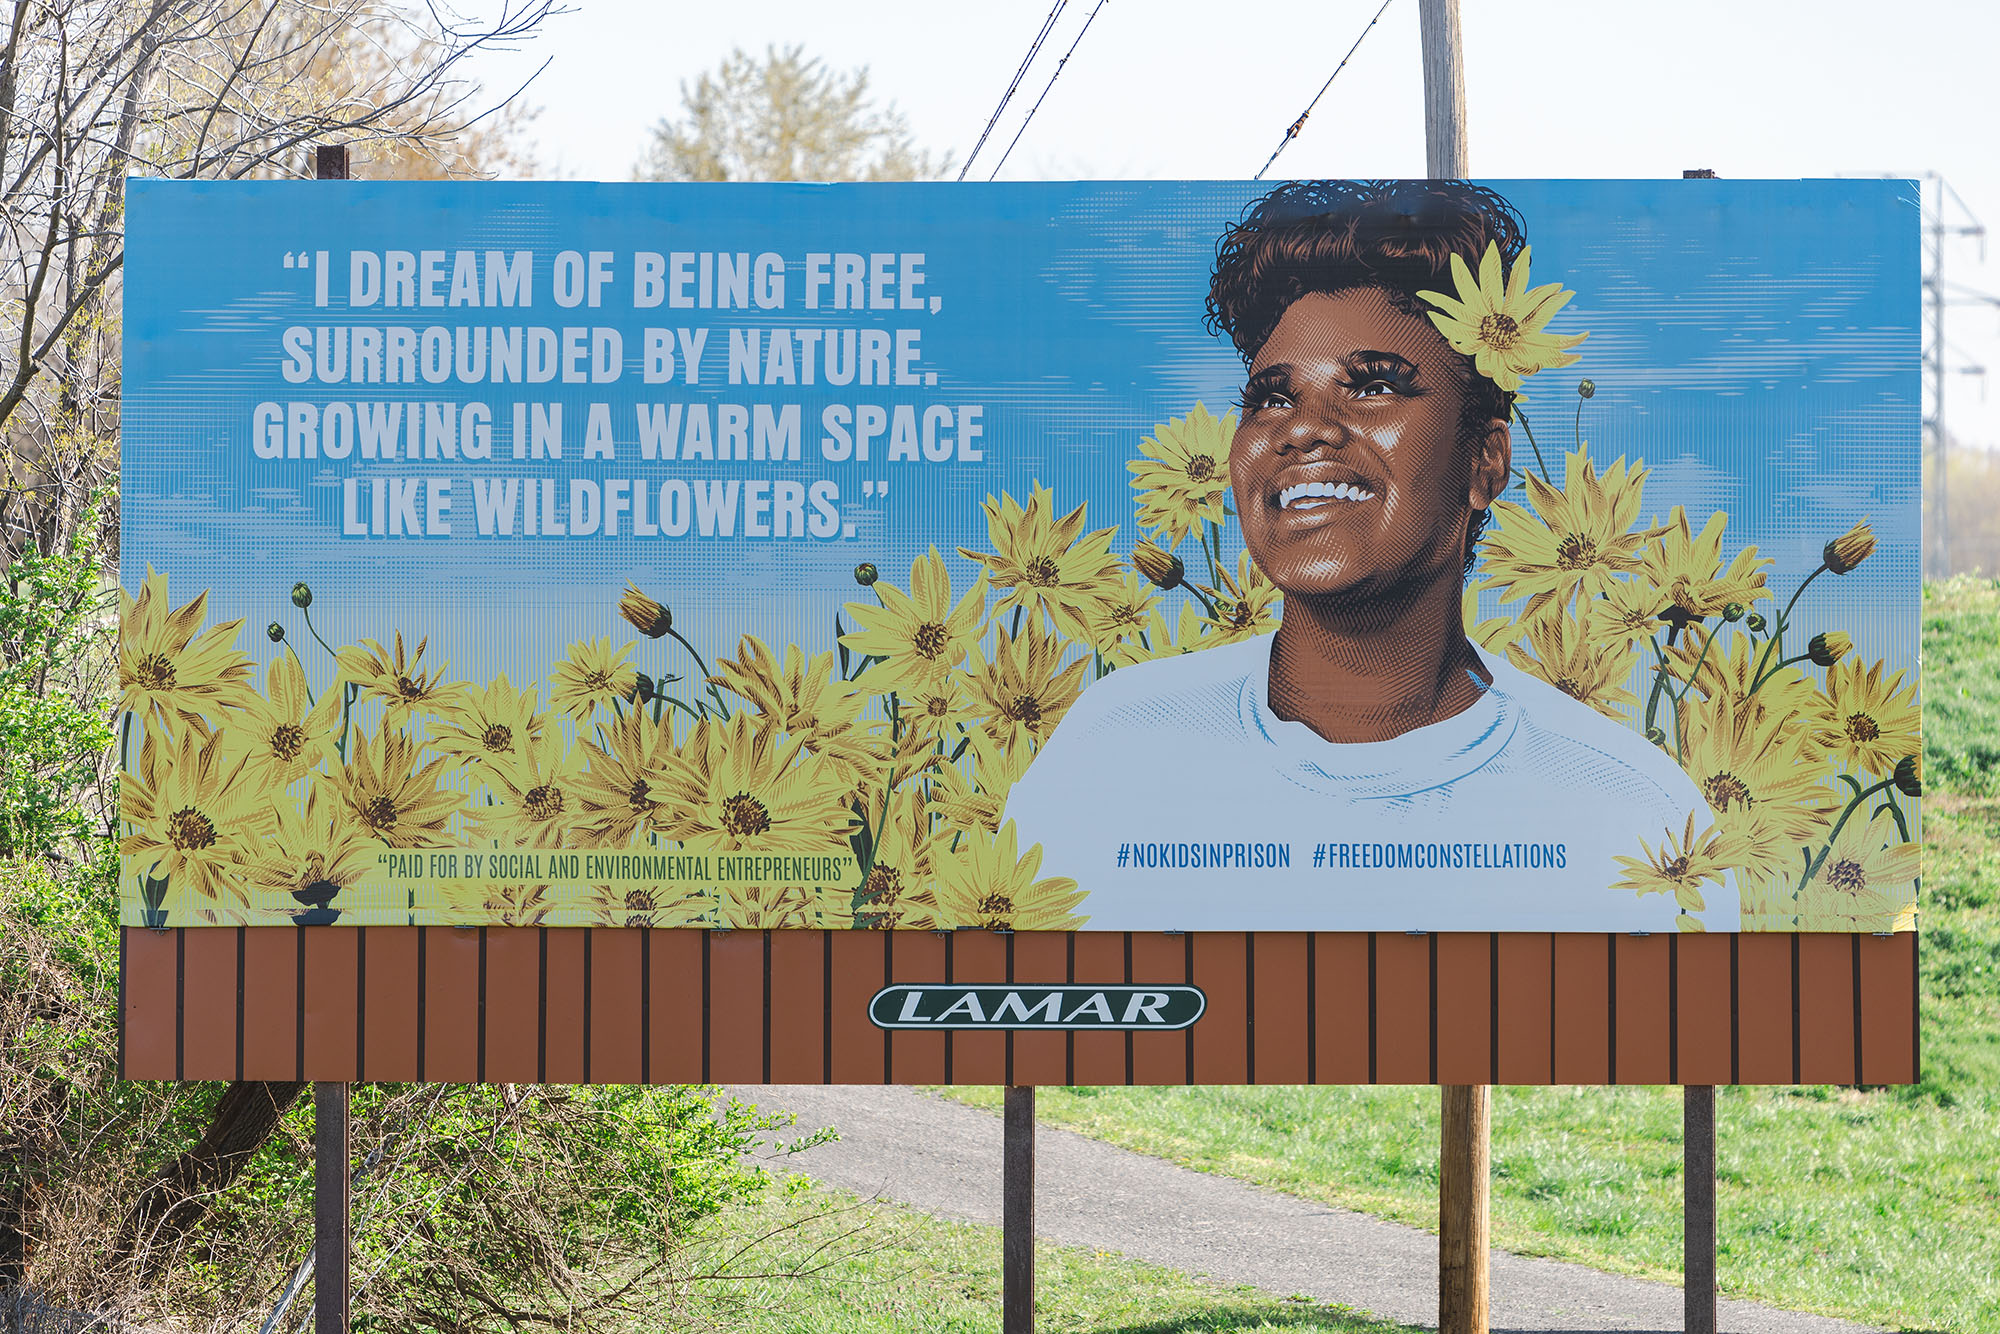 “I DREAM OF BEING FREE,
SURROUNDED BY NATURE.
GROWING IN A WARM SPACE
LIKE WILDFLOWERS.”
“PAID FOR BY SOCIAL AND ENVIRONMENTAL ENTREPRENEURS”
#NOKIDSINPRISON #FREEDOMCONSTELLATIONS
LAMAR